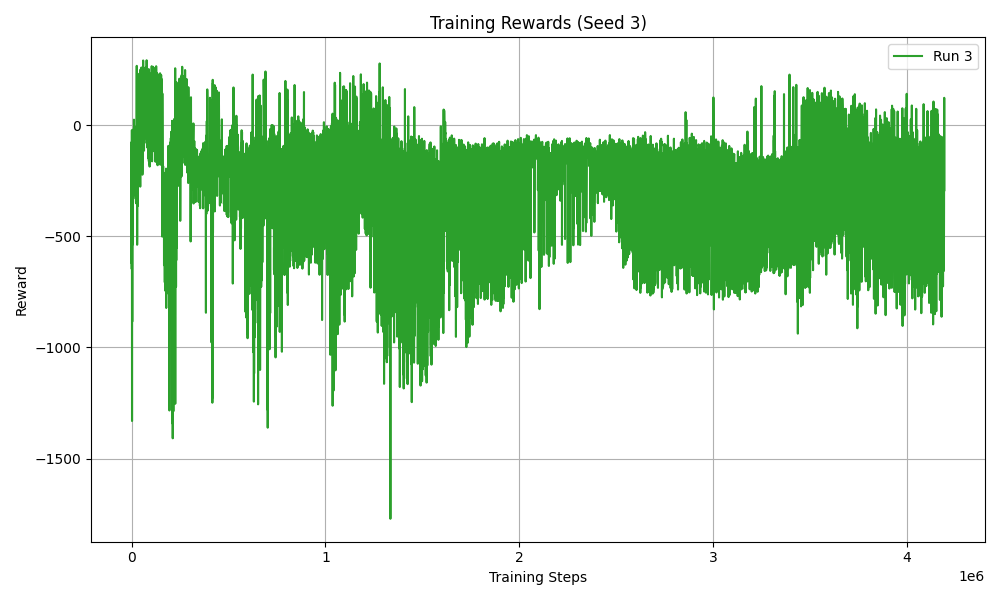 Training Rewards (Seed 3)
Run 3
Reward
0
−500
−1000
−1500
0
1
2
3
4
1e6
Training Steps